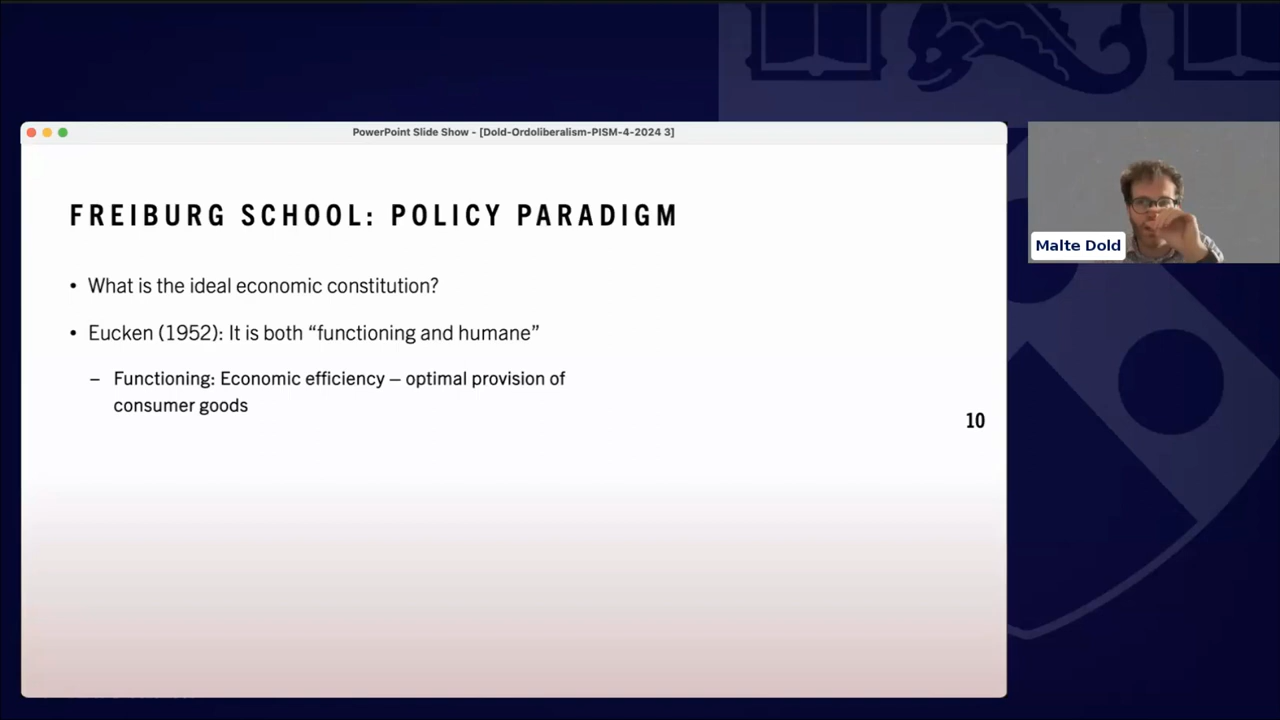 PowerPoint Slide Show - [Dold-Ordoliberalism-PISM-4-2024 3]
FREIBURG SCHOOL: POLICY PARADIGM
• What is the ideal economic constitution?
• Eucken (1952): It is both “functioning and humane”
– Functioning: Economic efficiency – optimal provision of
consumer goods
10
Malte Dold